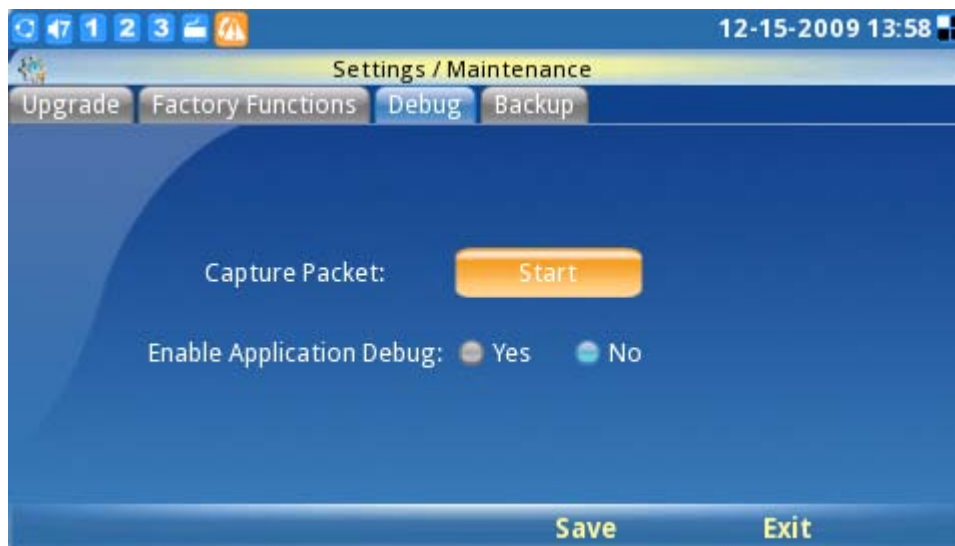 7 1 2 3 12-15-2009 13:58
Settings / Maintenance
Upgrade Factory Functions Debug Backup
Capture Packet: Start
Enable Application Debug: Yes No
Save Exit